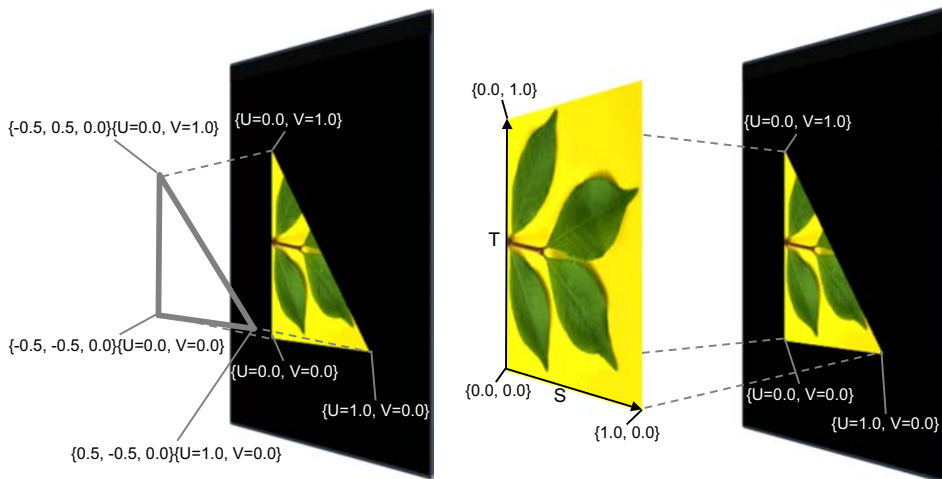 {-0.5, 0.5, 0.0}{U=0.0, V=1.0}
{U=0.0, V=1.0}
{-0.5, -0.5, 0.0}{U=0.0, V=0.0}
{U=0.0, V=0.0}
{U=1.0, V=0.0}
{0.5, -0.5, 0.0}{U=1.0, V=0.0}
{0.0, 1.0}
T
{0.0, 0.0}
S
{1.0, 0.0}
{U=0.0, V=1.0}
{U=0.0, V=0.0}
{U=1.0, V=0.0}